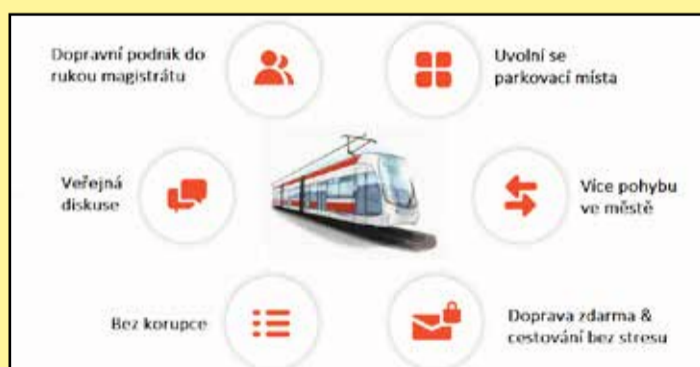 Dopravní podnik do
rukou magistrátu
Uvolní se
parkovací místa
Veřejná
diskuse
Více pohybu
ve městě
Bez korupce
Doprava zdarma &
cestování bez stresu